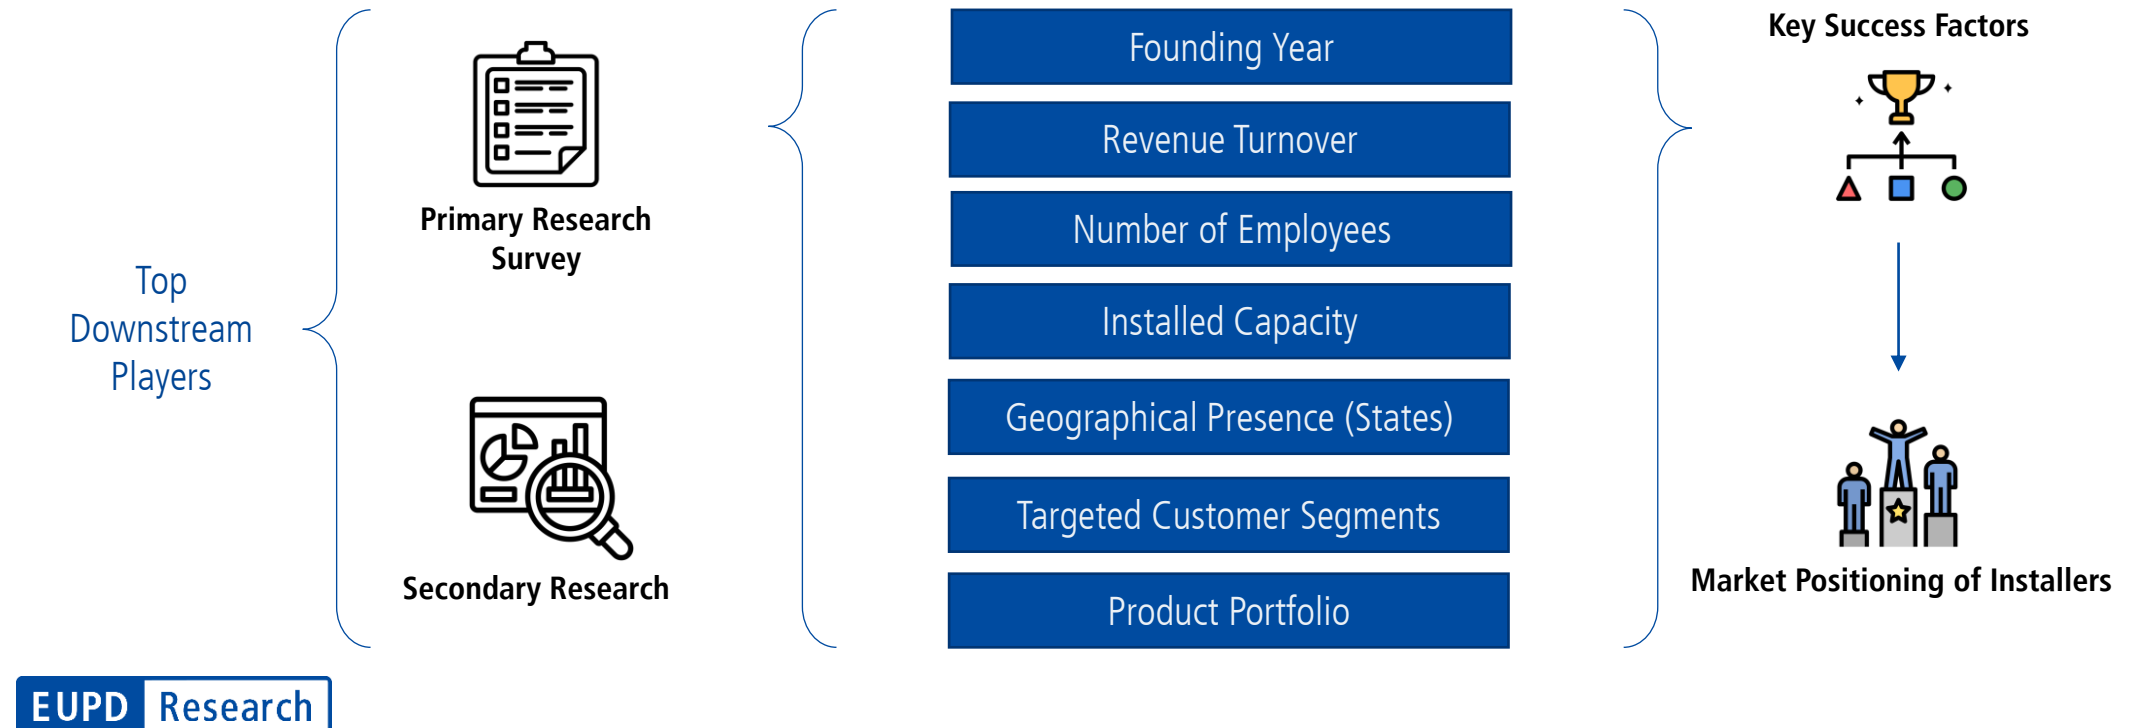 Top
Downstream
Players
Primary Research
Survey
Secondary Research
Founding Year
Revenue Turnover
Number of Employees
Installed Capacity
Geographical Presence (States)
Targeted Customer Segments
Product Portfolio
Key Success Factors
Market Positioning of Installers
EUPD Research